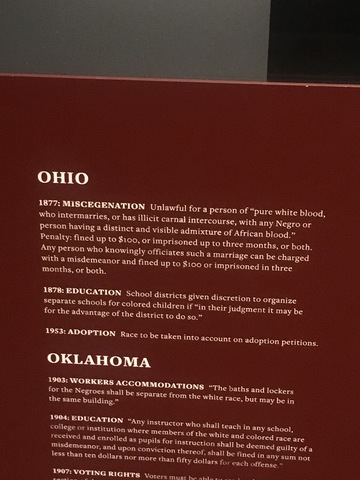 OHIO
1877: MISCEGENATION Unlawful for a person of "pure white blood,
who intermarries, or has illicit carnal intercourse, with any Negro or
person having a distinct and visible admixture of African blood."
Penalty: fined up to $100, or imprisoned up to three months, or both.
Any person who knowingly officiates such a marriage can be charged
with a misdemeanor and fined up to $100 or imprisoned in three
months, or both.
1878: EDUCATION School districts given discretion to organize
separate schools for colored children if "in their judgment it may be
for the advantage of the district to do so."
1953: ADOPTION Race to be taken into account on adoption petitions.
OKLAHOMA
1903: WORKERS ACCOMMODATIONS "The baths and lockers
for the Negroes shall be separate from the white race, but may be in
the same building."
1904: EDUCATION "Any instructor who shall teach in any school,
college or institution where members of the white and colored race are
received and enrolled as pupils for instruction shall be deemed guilty of a
misdemeanor, and upon conviction thereof, shall be fined in any sum not
less than ten dollars nor more than fifty dollars for each offense."
1907: VOTING RIGHTS Voters must be able to